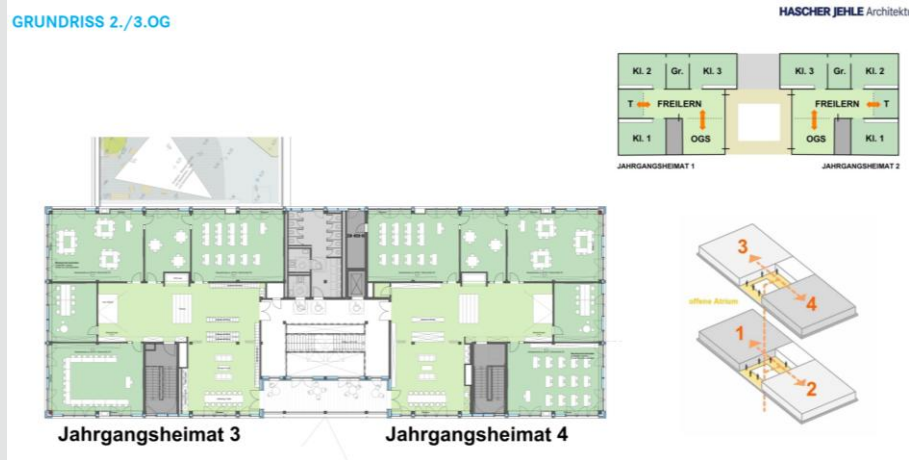 GRUNDRISS 2./3.OG
HASCHER JEHLE Architektu
Kl. 2 Gr. Kl. 3 Kl. 3 Gr. Kl. 2
T FREILERN FREILERN T
Kl. 1 OGS OGS Kl. 1
JAHRGANGSHEIMAT 1 JAHRGANGSHEIMAT 2
3
offene Atrium
4
1
2
Jahrgangsheimat 3 Jahrgangsheimat 4